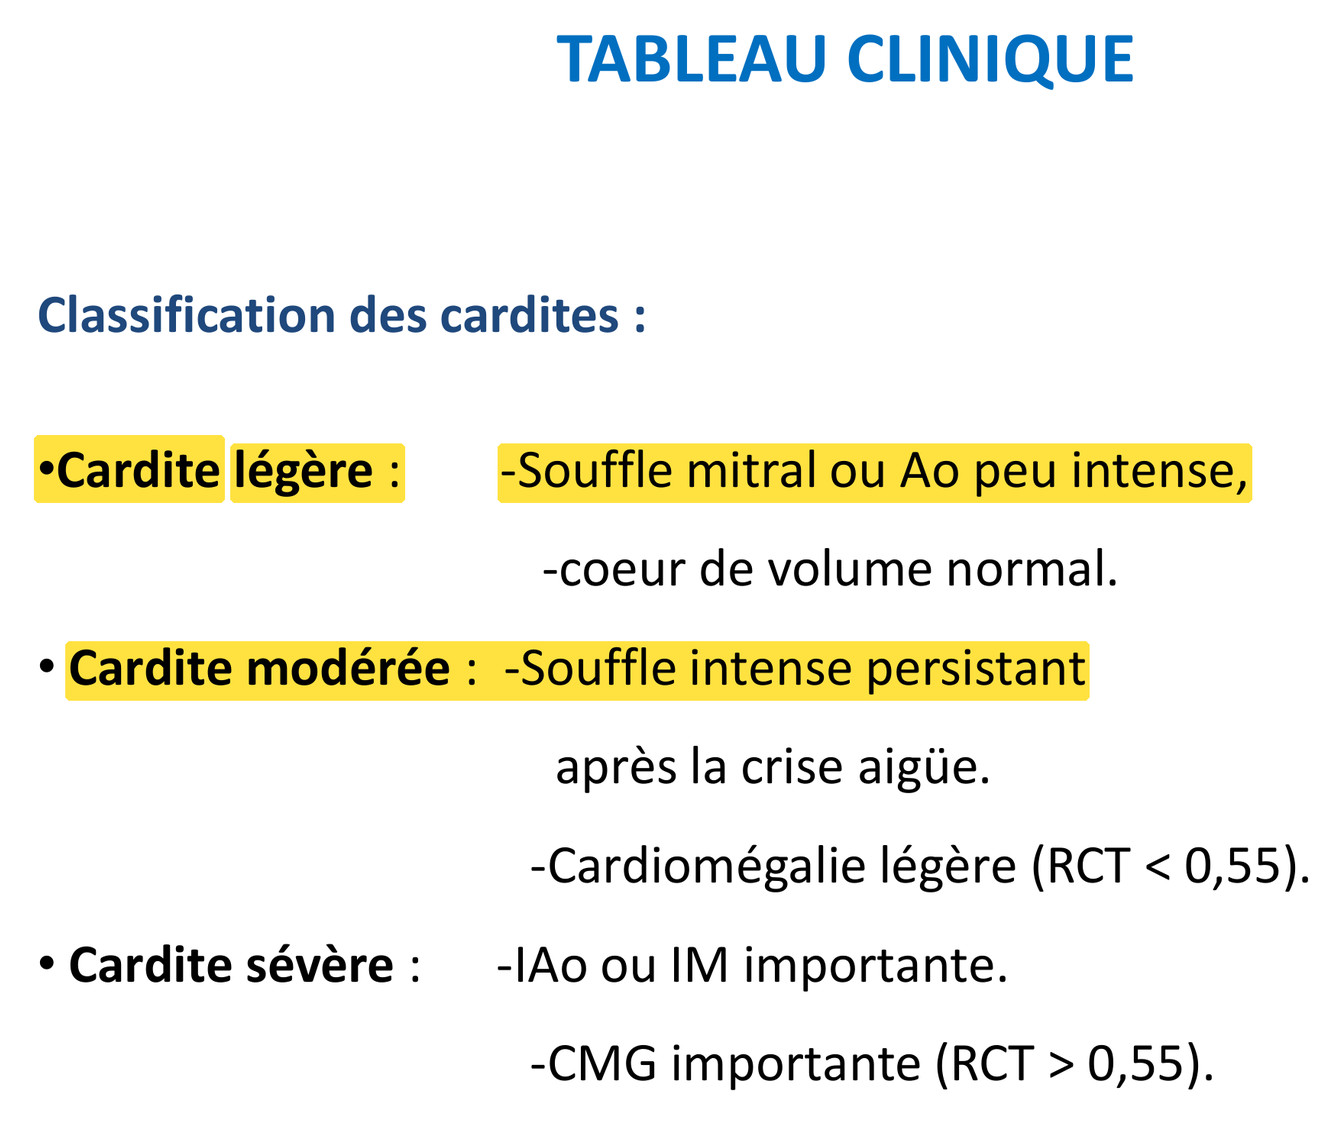 TABLEAU CLINIQUE
Classification des cardites :
•Cardite légère : -Souffle mitral ou Ao peu intense,
-coeur de volume normal.
• Cardite modérée : -Souffle intense persistant
après la crise aigüe.
-Cardiomégalie légère (RCT < 0,55).
• Cardite sévère : -IAo ou IM importante.
-CMG importante (RCT > 0,55).